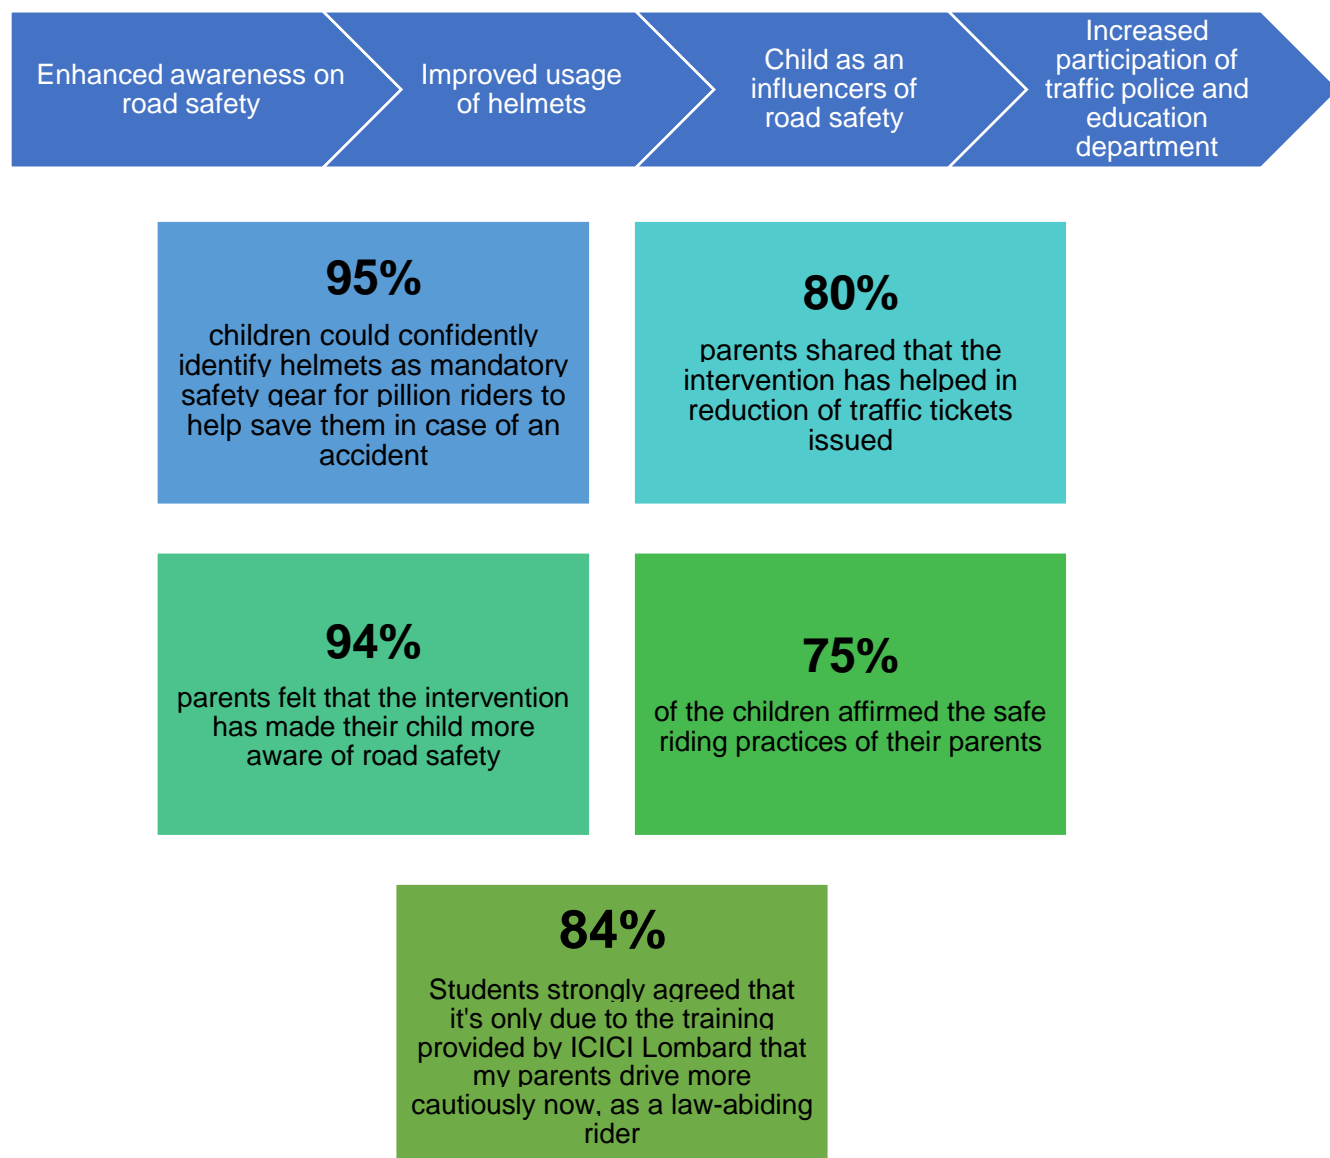 Enhanced awareness on
road safety
Improved usage
of helmets
Child as an
influencers of
road safety
Increased
participation of
traffic police and
education
department
95%
children could confidently
identify helmets as mandatory
safety gear for pillion riders to
help save them in case of an
accident
80%
parents shared that the
intervention has helped in
reduction of traffic tickets
issued
94%
parents felt that the intervention
has made their child more
aware of road safety
75%
of the children affirmed the safe
riding practices of their parents
84%
Students strongly agreed that
it's only due to the training
provided by ICICI Lombard that
my parents drive more
cautiously now, as a law-abiding
rider